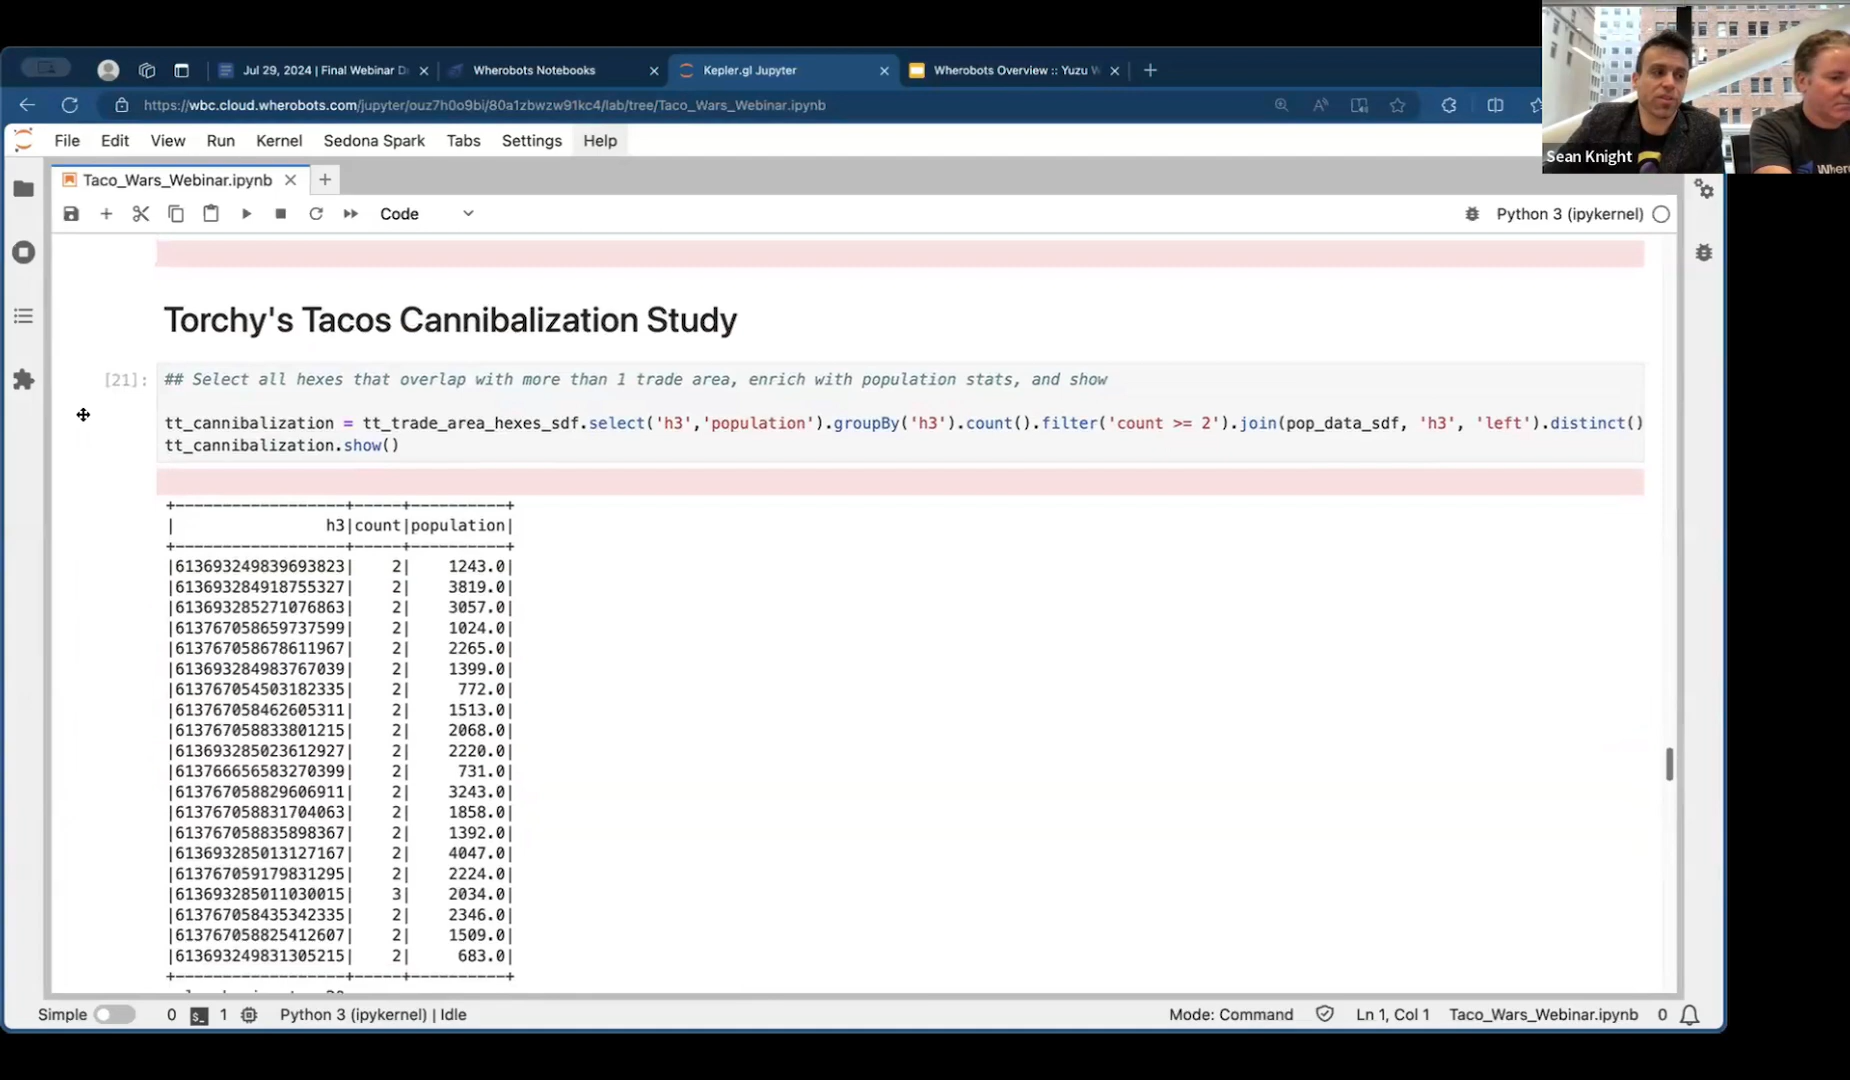 Jul 29, 2024 | Final Webinar D
Wherobots Notebooks
Kepler.gl Jupyter
Wherobots Overview :: Yuzu W
https://wbc.cloud.wherobots.com/jupyter/ouz7h0o9bi/80a1zbwzw91kc4/lab/tree/Taco_Wars_Webinar.ipynb
Sean Knight
Wher
File Edit View Run Kernel Sedona Spark Tabs Settings Help
Taco_Wars_Webinar.ipynb
Code
Python 3 (ipykernel)
Torchy's Tacos Cannibalization Study
[21]: ## Select all hexes that overlap with more than 1 trade area, enrich with population stats, and show
tt_cannibalization = tt_trade_area_hexes_sdf.select('h3','population').groupBy('h3').count().filter('count >= 2').join(pop_data_sdf, 'h3', 'left').distinct()
tt_cannibalization.show()
+------------------+-----+----------+
|                h3|count|population|
+------------------+-----+----------+
|613693249839693823|    2|    1243.0|
|613693284918755327|    2|    3819.0|
|613693285271076863|    2|    3057.0|
|613767058659737599|    2|    1024.0|
|613767058678611967|    2|    2265.0|
|613693284983767039|    2|    1399.0|
|613767054503182335|    2|     772.0|
|613767058462605311|    2|    1513.0|
|613767058833801215|    2|    2068.0|
|613693285023612927|    2|    2220.0|
|613766656583270399|    2|     731.0|
|613767058829606911|    2|    3243.0|
|613767058831704063|    2|    1858.0|
|613767058835898367|    2|    1392.0|
|613693285013127167|    2|    4047.0|
|613767059179831295|    2|    2224.0|
|613693285011030015|    3|    2034.0|
|613767058435342335|    2|    2346.0|
|613767058825412607|    2|    1509.0|
|613693249831305215|    2|     683.0|
+------------------+-----+----------+
Simple 0 1 Python 3 (ipykernel) | Idle Mode: Command Ln 1, Col 1 Taco_Wars_Webinar.ipynb 0